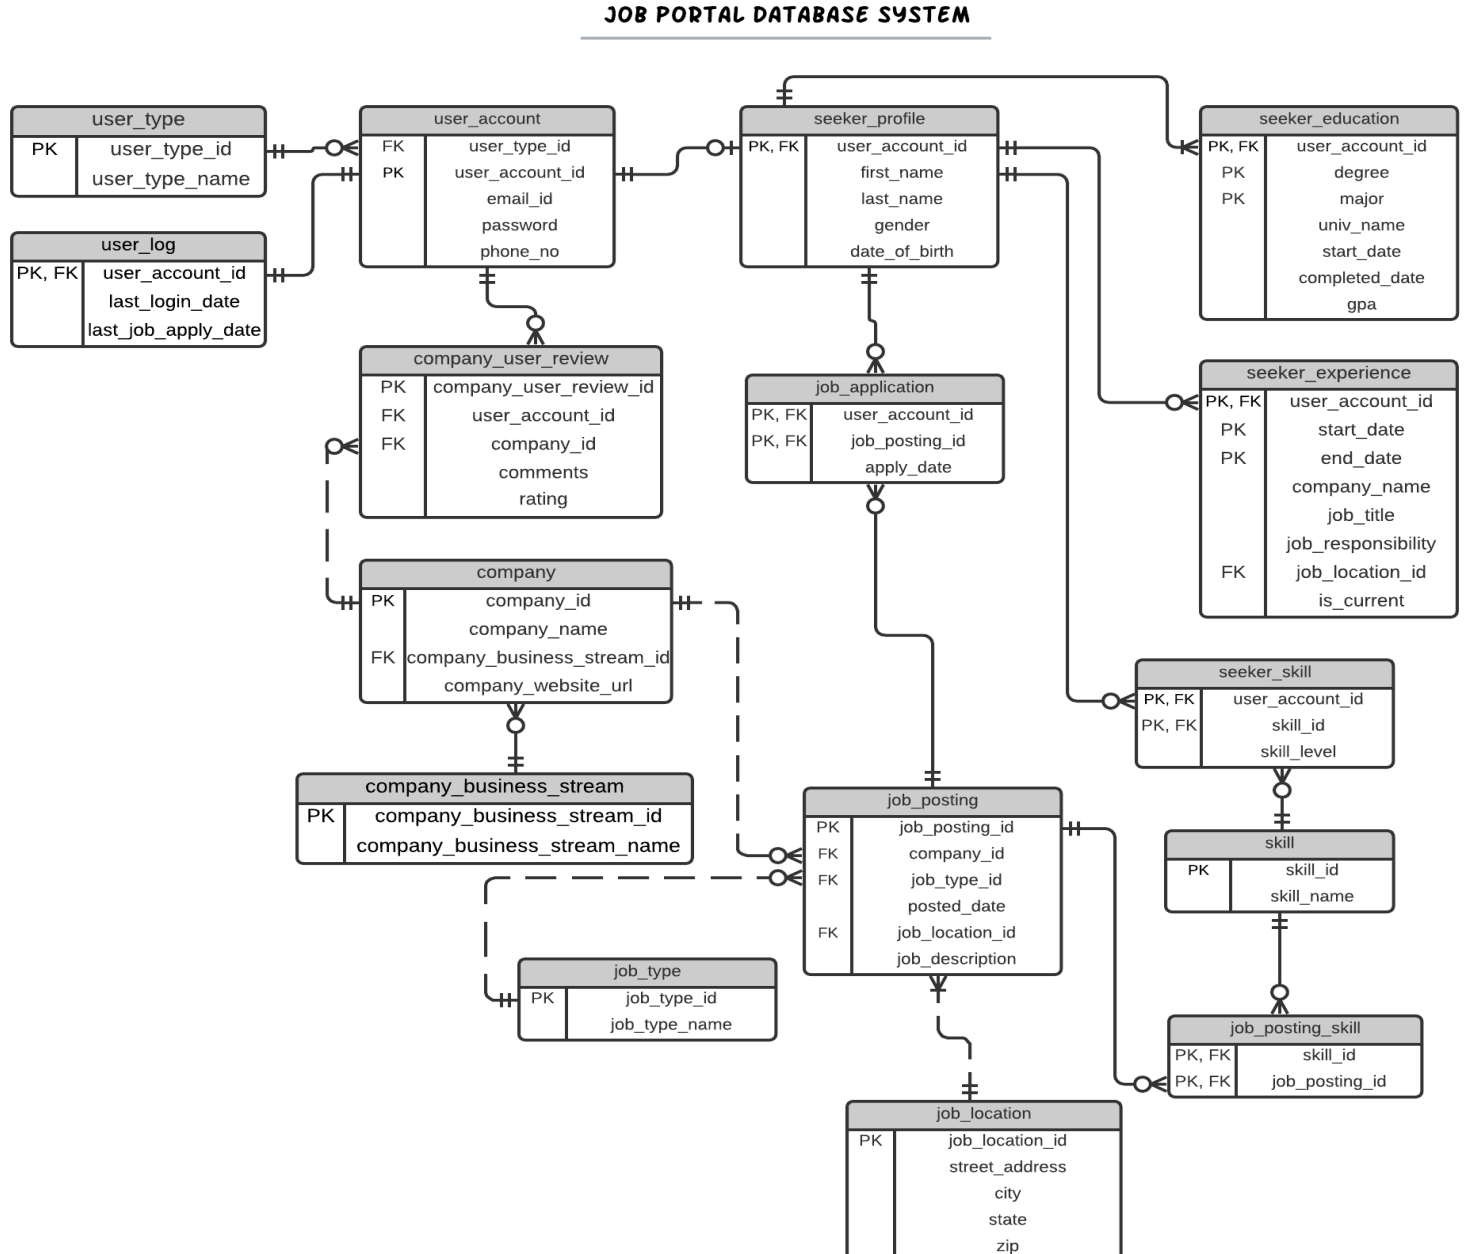 JOB PORTAL DATABASE SYSTEM
user_type
PK user_type_id
user_type_name
user_log
PK, FK user_account_id
last_login_date
last_job_apply_date
user_account
FK user_type_id
PK user_account_id
email_id
password
phone_no
seeker_profile
PK, FK user_account_id
first_name
last_name
gender
date_of_birth
seeker_education
PK, FK user_account_id
PK degree
PK major
univ_name
start_date
completed_date
gpa
company_user_review
PK company_user_review_id
FK user_account_id
FK company_id
comments
rating
job_application
PK, FK user_account_id
PK, FK job_posting_id
apply_date
seeker_experience
PK, FK user_account_id
PK start_date
PK end_date
company_name
job_title
job_responsibility
FK job_location_id
is_current
company
PK company_id
company_name
FK company_business_stream_id
company_website_url
seeker_skill
PK, FK user_account_id
PK, FK skill_id
skill_level
company_business_stream
PK company_business_stream_id
company_business_stream_name
job_posting
PK job_posting_id
FK company_id
FK job_type_id
posted_date
FK job_location_id
job_description
skill
PK skill_id
skill_name
job_type
PK job_type_id
job_type_name
job_posting_skill
PK, FK skill_id
PK, FK job_posting_id
job_location
PK job_location_id
street_address
city
state
zip